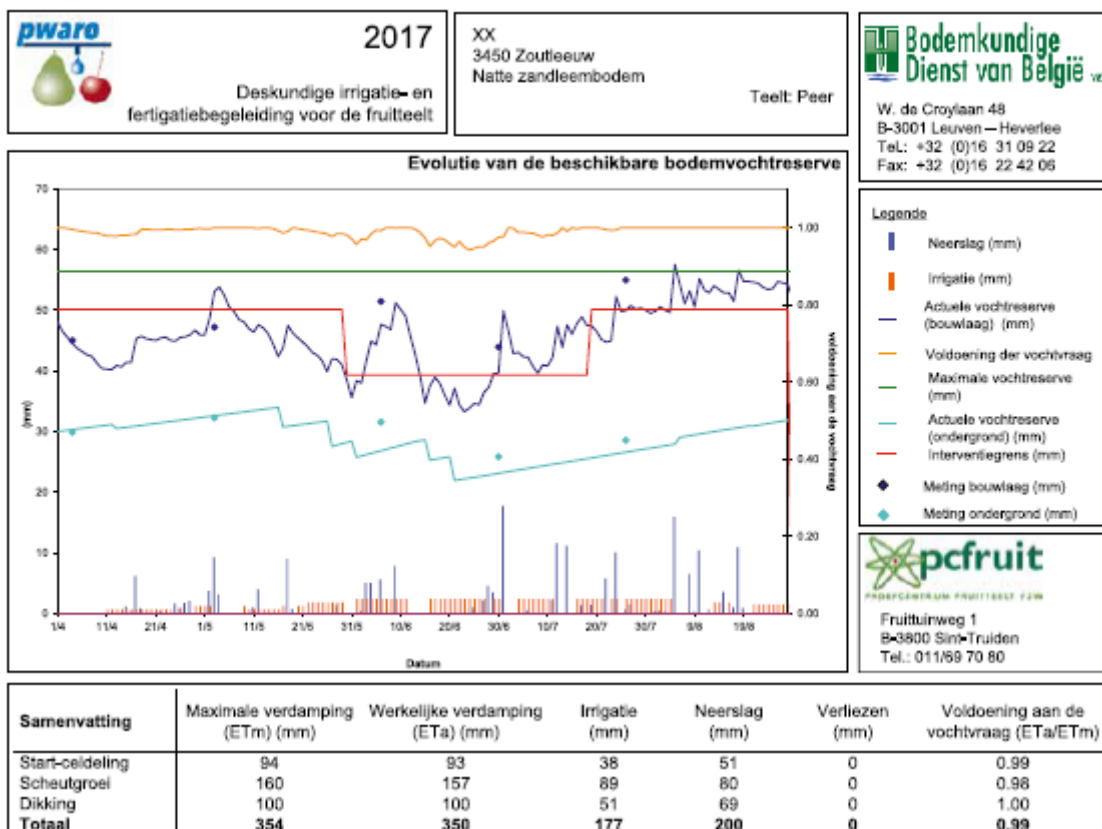 pwaro
2017
Deskundige irrigatie- en
fertigatiebegeleiding voor de fruitteelt
XX
3450 Zoutleeuw
Natte zandleembodem
Teelt: Peer
Bodemkundige
Dienst van België
W. de Croylaan 48
B-3001 Leuven – Heverlee
Tel.: +32 (0)16 31 09 22
Fax: +32 (0)16 22 42 06
Evolutie van de beschikbare bodemvochtreserve
70
60
50
40
30
20
10
0
(mm)
1.00
0.80
0.60
0.40
0.20
0.00
voldoening aan de vochtvraag
1/4 11/4 21/4 1/5 11/5 21/5 31/5 10/6 20/6 30/6 10/7 20/7 30/7 9/8 19/8
Datum
Legende
Neerslag (mm)
Irrigatie (mm)
Actuele vochtreserve
(bouwlaag) (mm)
Voldoening der vochtvraag
Maximale vochtreserve
(mm)
Actuele vochtreserve
(ondergrond) (mm)
Interventiegrens (mm)
Meting bouwlaag (mm)
Meting ondergrond (mm)
pcfruit
PROEFCENTRUM FRUITTEELT VZW
Fruittuinweg 1
B-3800 Sint-Truiden
Tel.: 011/69 70 80
Samenvatting Maximale verdamping Werkelijke verdamping Irrigatie Neerslag Verliezen Voldoening aan de
(ETm) (mm) (ETa) (mm) (mm) (mm) (mm) vochtvraag (ETa/ETm)
Start-celdeling 94 93 38 51 0 0.99
Scheutgroei 160 157 89 80 0 0.98
Dikking 100 100 51 69 0 1.00
Totaal 354 350 177 200 0 0.99